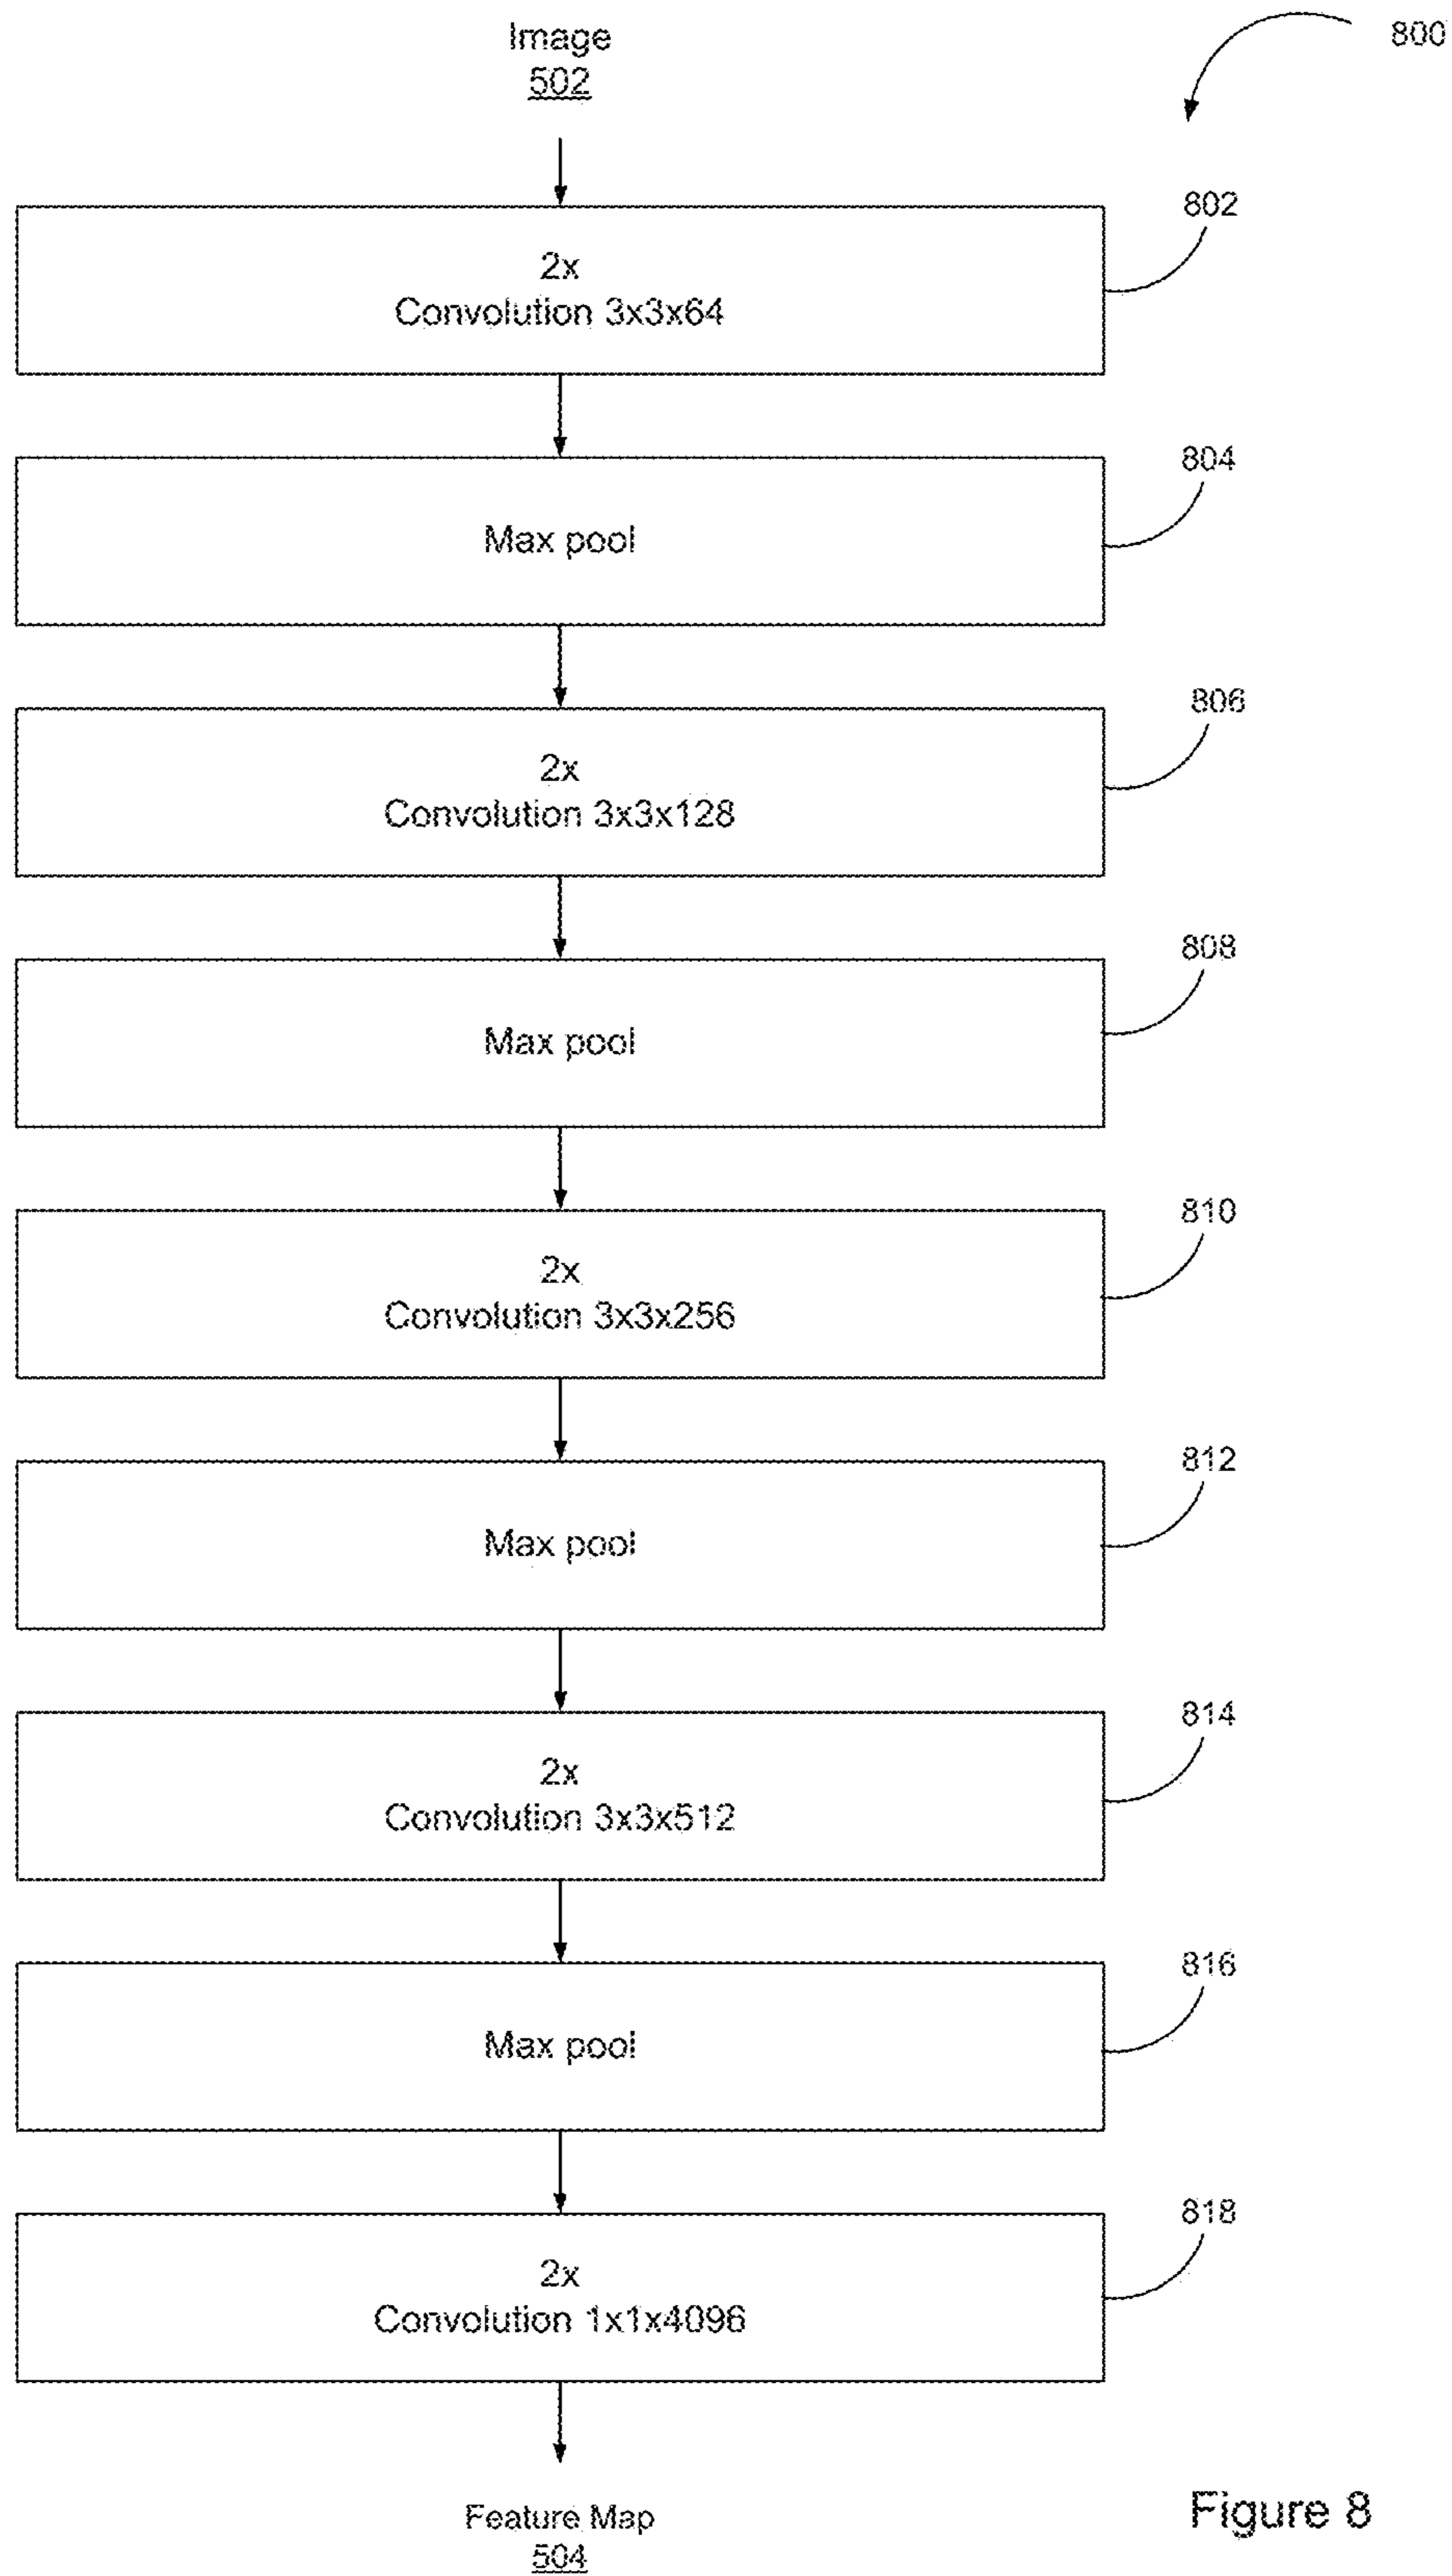 Image
502
800
802
2x
Convolution 3x3x64
804
Max pool
806
2x
Convolution 3x3x128
808
Max pool
810
2x
Convolution 3x3x256
812
Max pool
814
2x
Convolution 3x3x512
816
Max pool
818
2x
Convolution 1x1x4096
Feature Map
504
Figure 8